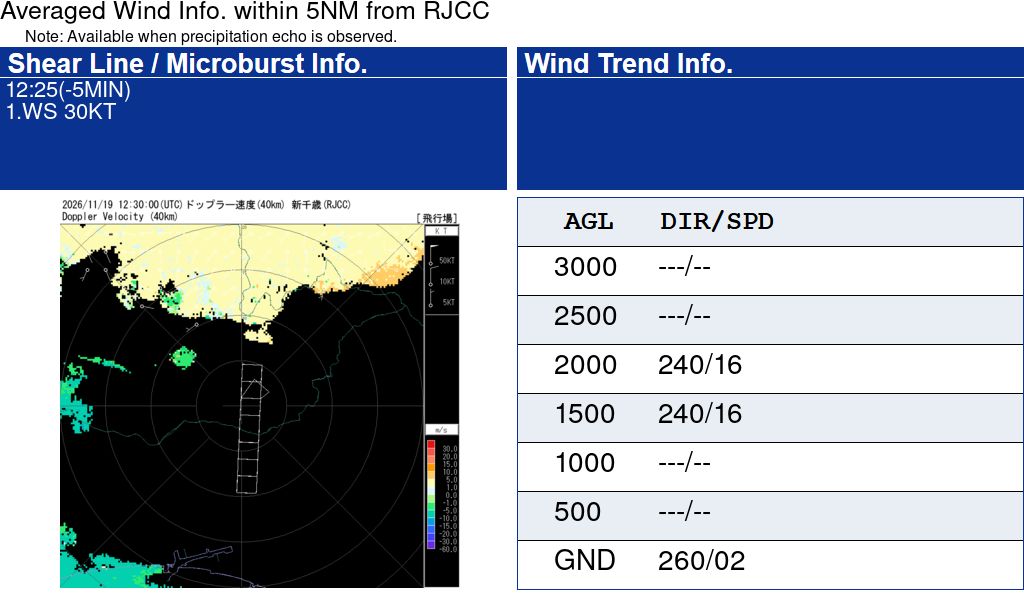 Averaged Wind Info. within 5NM from RJCC
Note: Available when precipitation echo is observed.
Shear Line / Microburst Info.
12:25(-5MIN)
1.WS 30KT
Wind Trend Info.
2026/11/19 12:30:00(UTC) ドップラー速度(40km) 新千歳(RJCC)
Doppler Velocity (40km)
[飛行場]
KT
50KT
10KT
5KT
m/s
30.0
20.0
15.0
10.0
5.0
1.0
0.0
-1.0
-5.0
-10.0
-15.0
-20.0
-30.0
-60.0
AGL DIR/SPD
3000 ---/--
2500 ---/--
2000 240/16
1500 240/16
1000 ---/--
500 ---/--
GND 260/02